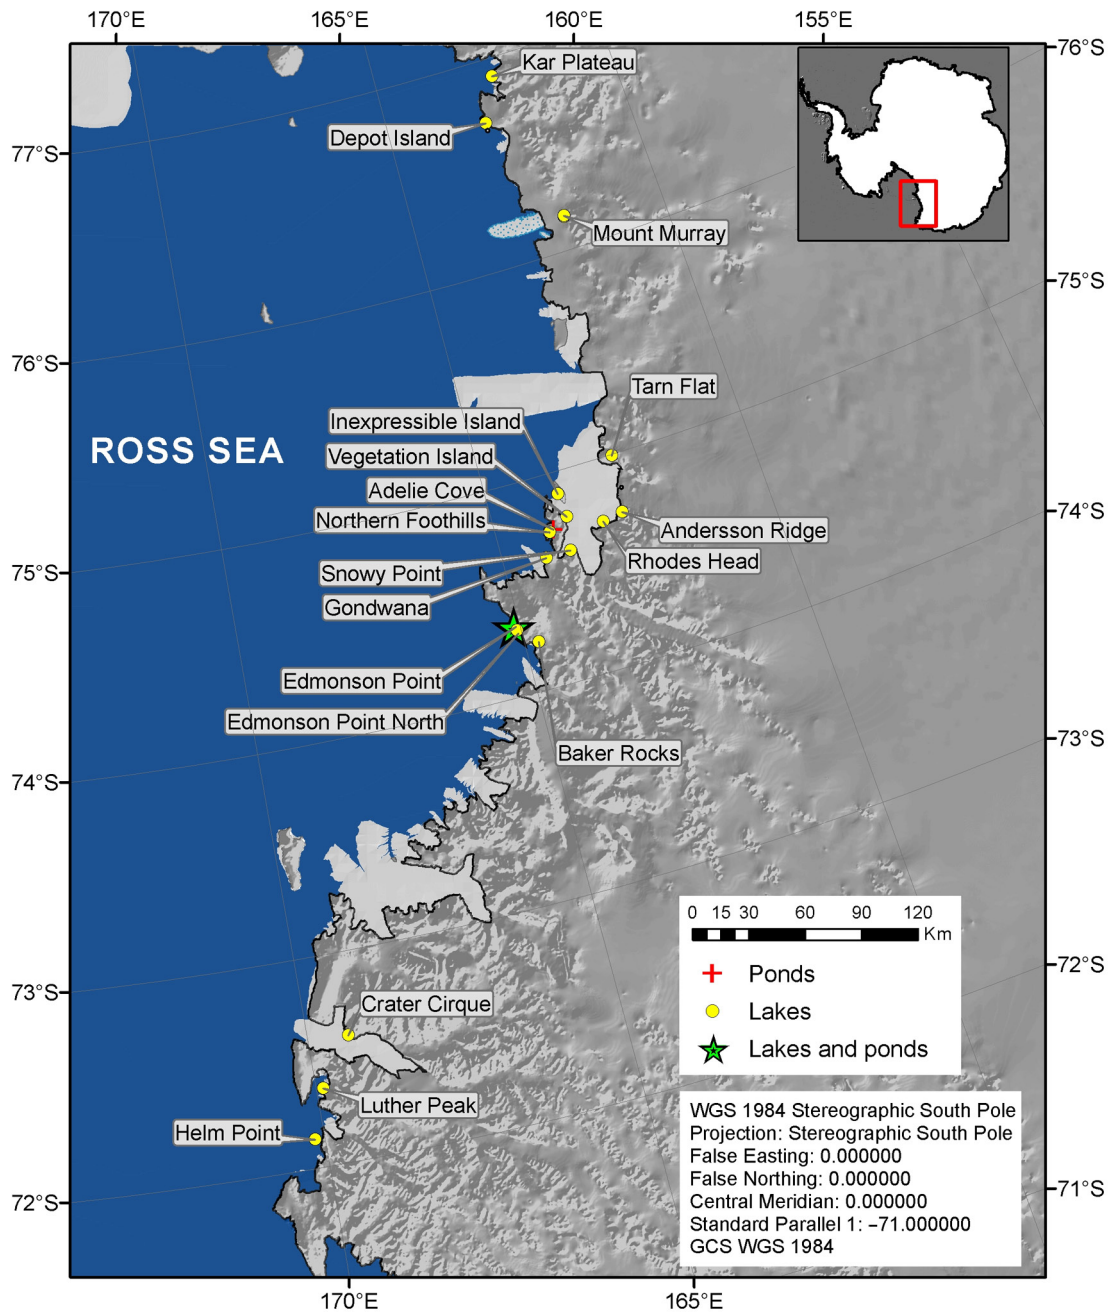 170°E 165°E 160°E 155°E
76°S
Kar Plateau
Depot Island
77°S
Mount Murray
75°S
76°S
Tarn Flat
Inexpressible Island
ROSS SEA
Vegetation Island
Adelie Cove
Northern Foothills
74°S
Andersson Ridge
Rhodes Head
75°S
Snowy Point
Gondwana
Edmonson Point
Edmonson Point North
73°S
Baker Rocks
74°S
0 15 30 60 90 120
Km
72°S
Ponds
73°S
Crater Cirque
Lakes
Lakes and ponds
Luther Peak
Helm Point
WGS 1984 Stereographic South Pole
Projection: Stereographic South Pole
False Easting: 0.000000
False Northing: 0.000000
Central Meridian: 0.000000
Standard Parallel 1: –71.000000
GCS WGS 1984
71°S
72°S
170°E 165°E